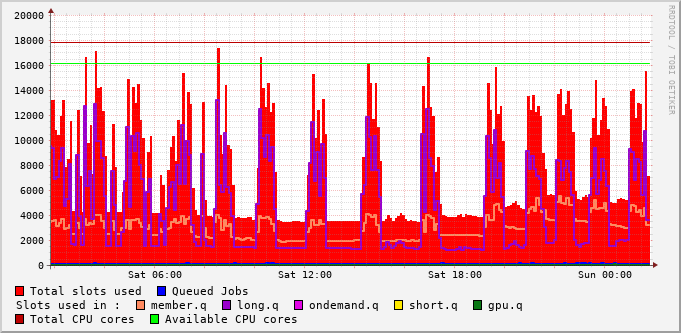 20000
18000
16000
14000
12000
10000
8000
6000
4000
2000
0
Sat 06:00 Sat 12:00 Sat 18:00 Sun 00:00
RRDTOOL / TOBI OETIKER
Total slots used Queued Jobs
Slots used in : member.q long.q ondemand.q short.q gpu.q
Total CPU cores Available CPU cores